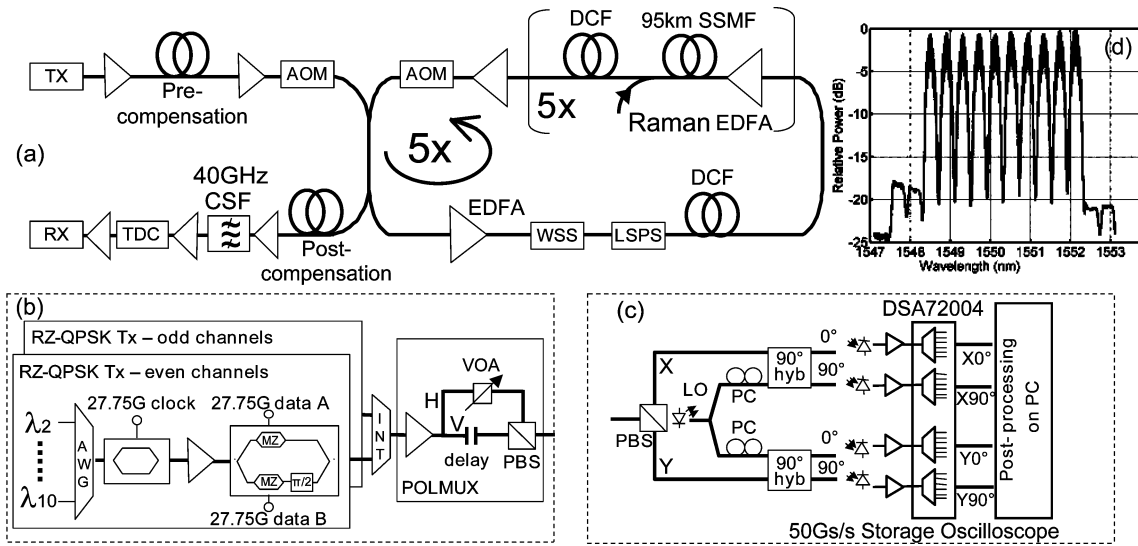 DCF 95km SSMF
TX
AOM
AOM
Pre-
compensation
5x
Raman EDFA
(a)
5x
40GHz
CSF
DCF
RX
TDC
Post-
compensation
EDFA
WSS
LSPS
(d)
Relative Power (dB)
0
-5
-10
-15
-20
-25
1547 1546 1549 1550 1551 1552 1553
Wavelength (nm)
(b)
RZ-QPSK Tx – odd channels
RZ-QPSK Tx – even channels
27.75G clock
27.75G data A
λ2
λ10
AWG
MZ
MZ
π/2
27.75G data B
INT
VOA
H
V
delay
PBS
POLMUX
(c)
DSA72004
X
LO
PC
PC
PBS
Y
90°
hyb
90°
hyb
0°
90°
0°
90°
X0°
X90°
Y0°
Y90°
Post- processing
on PC
50Gs/s Storage Oscilloscope